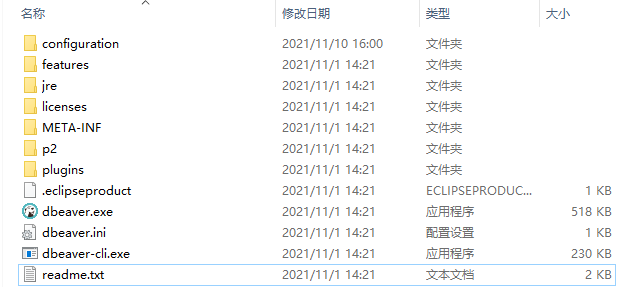 名称 修改日期 类型 大小
configuration 2021/11/10 16:00 文件夹
features 2021/11/1 14:21 文件夹
jre 2021/11/1 14:21 文件夹
licenses 2021/11/1 14:21 文件夹
META-INF 2021/11/1 14:21 文件夹
p2 2021/11/1 14:21 文件夹
plugins 2021/11/1 14:21 文件夹
.eclipseproduct 2021/11/1 14:21 ECLIPSEPRODUC... 1 KB
dbeaver.exe 2021/11/1 14:21 应用程序 518 KB
dbeaver.ini 2021/11/1 14:21 配置设置 1 KB
dbeaver-cli.exe 2021/11/1 14:21 应用程序 230 KB
readme.txt 2021/11/1 14:21 文本文档 2 KB